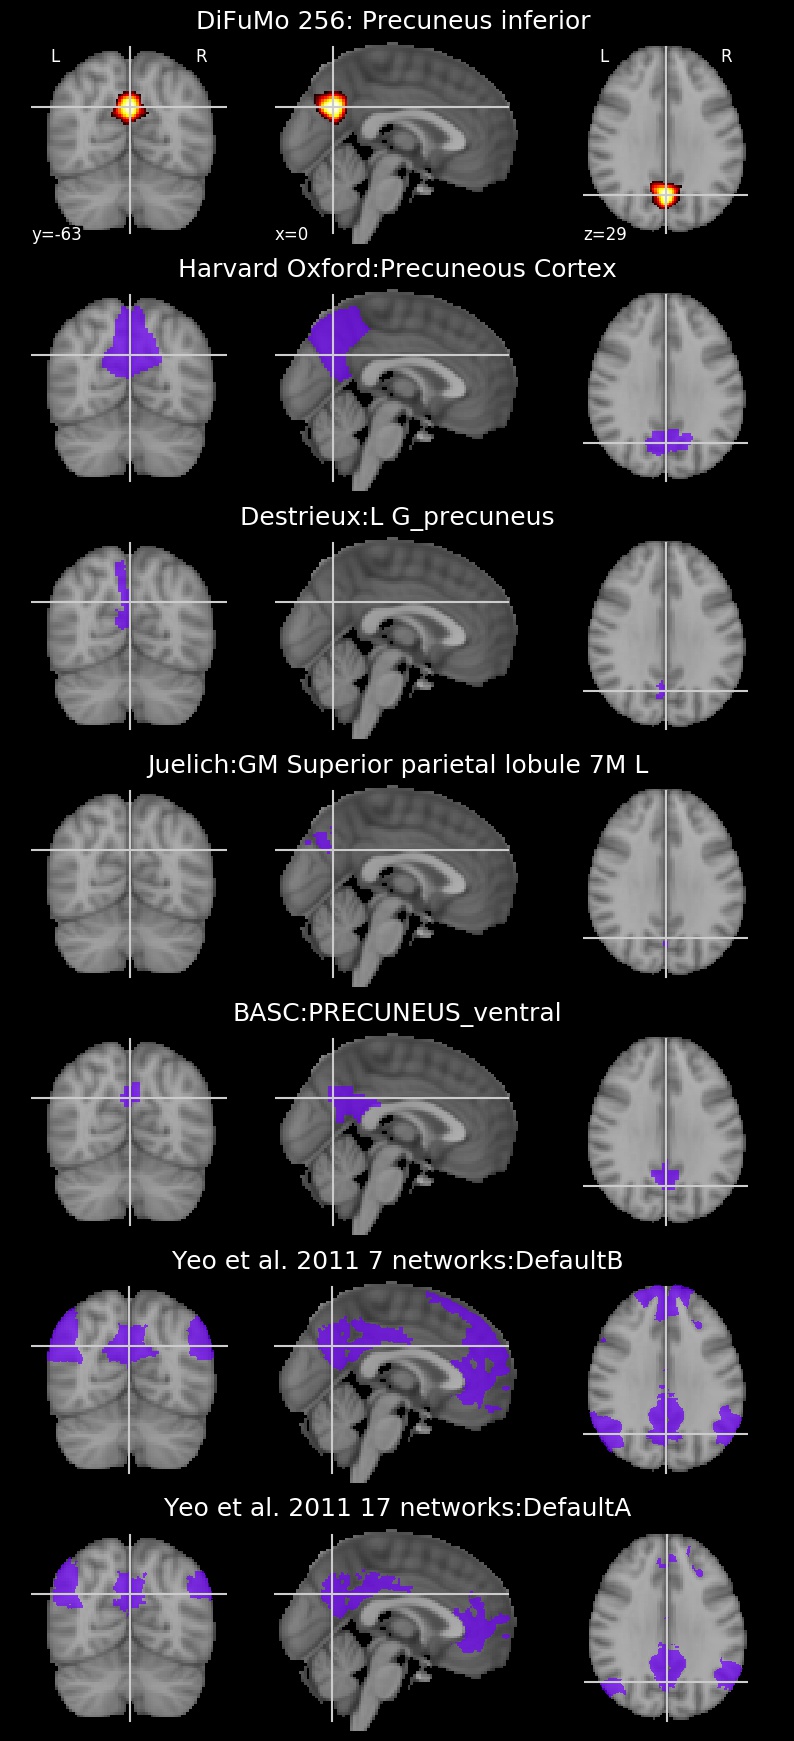 DiFuMo 256: Precuneus inferior
L R L R
y=-63 x=0 z=29
Harvard Oxford:Precuneous Cortex
Destrieux:L G_precuneus
Juelich:GM Superior parietal lobule 7M L
BASC:PRECUNEUS_ventral
Yeo et al. 2011 7 networks:DefaultB
Yeo et al. 2011 17 networks:DefaultA